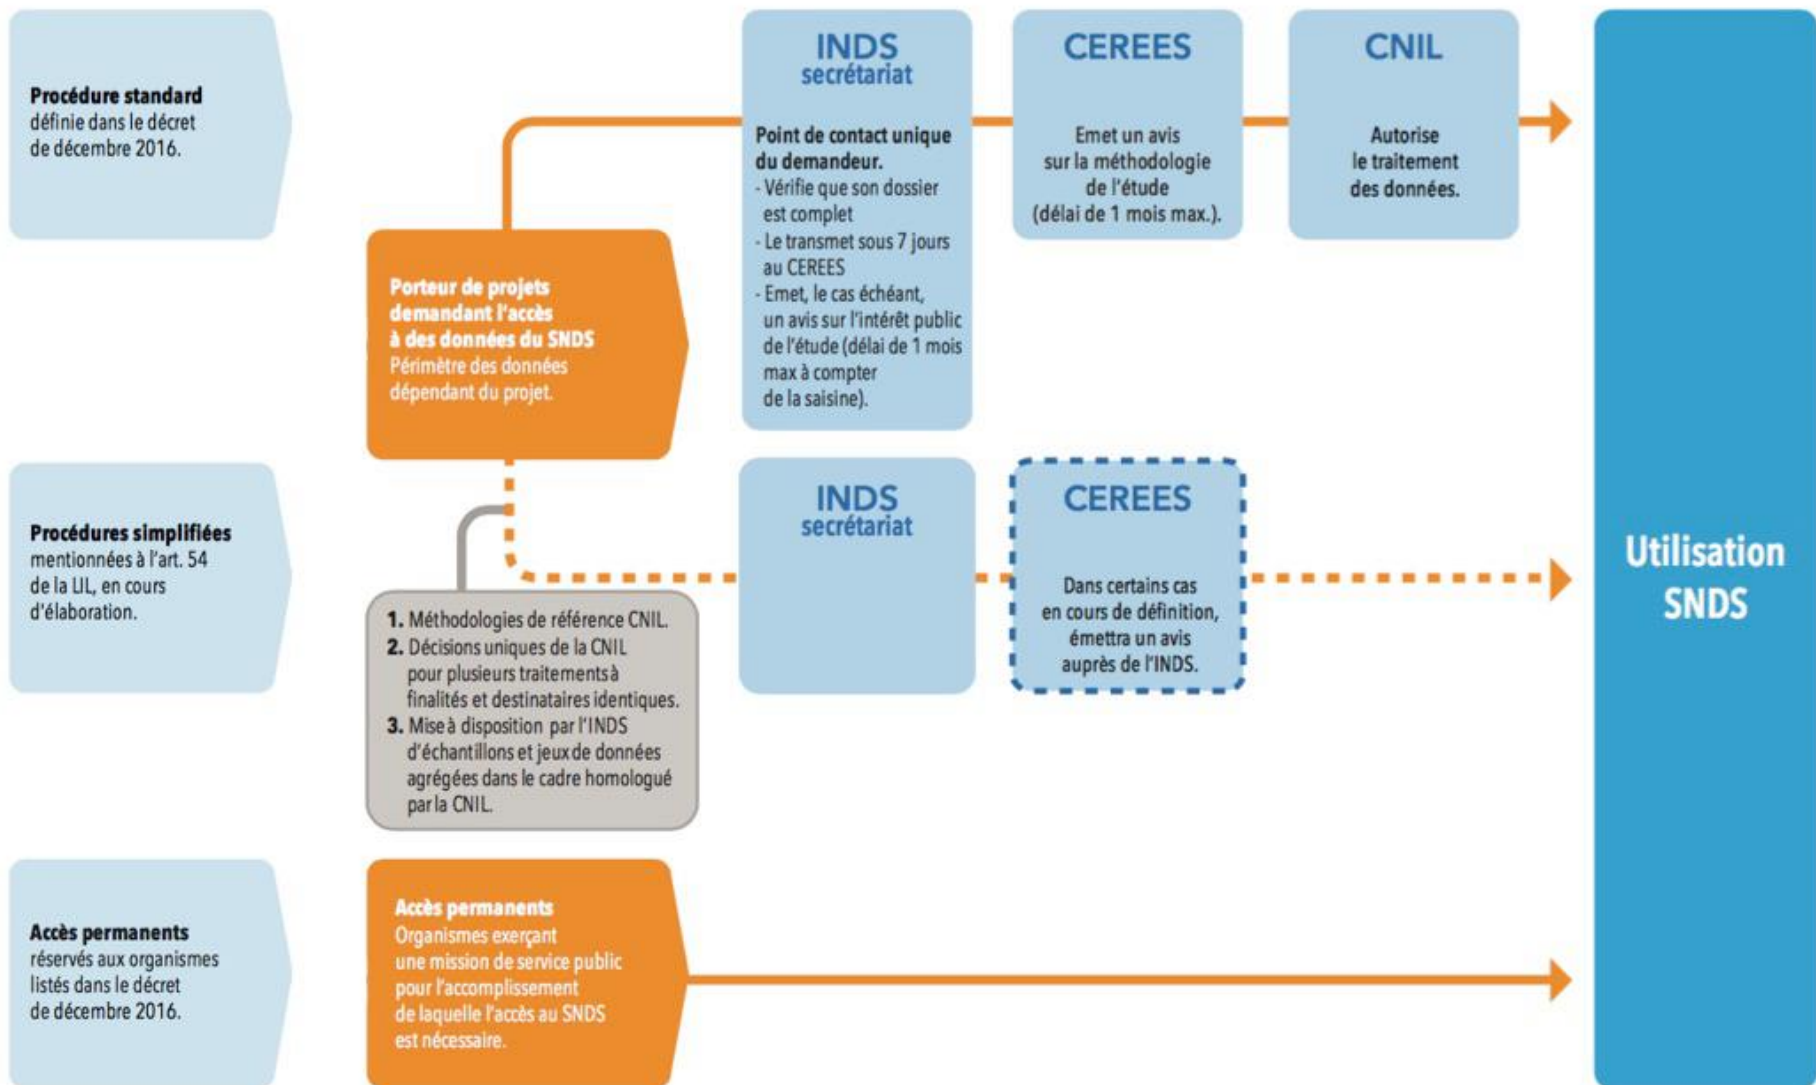 Procédure standard
définie dans le décret
de décembre 2016.
Porteur de projets
demandant l'accès
à des données du SNDS
Périmètre des données
dépendant du projet.
INDS
secrétariat
Point de contact unique
du demandeur.
- Vérifie que son dossier
est complet
- Le transmet sous 7 jours
au CEREES
- Emet, le cas échéant,
un avis sur l'intérêt public
de l'étude (délai de 1 mois
max à compter
de la saisine).
CEREES
Emet un avis
sur la méthodologie
de l'étude
(délai de 1 mois max.).
CNIL
Autorise
le traitement
des données.
Procédures simplifiées
mentionnées à l'art. 54
de la LIL, en cours
d'élaboration.
1. Méthodologies de référence CNIL.
2. Décisions uniques de la CNIL
pour plusieurs traitements à
finalités et destinataires identiques.
3. Mise à disposition par l'INDS
d'échantillons et jeux de données
agrégées dans le cadre homologué
par la CNIL.
INDS
secrétariat
CEREES
Dans certains cas
en cours de définition,
émettra un avis
auprès de l'INDS.
Accès permanents
réservés aux organismes
listés dans le décret
de décembre 2016.
Accès permanents
Organismes exerçant
une mission de service public
pour l'accomplissement
de laquelle l'accès au SNDS
est nécessaire.
Utilisation
SNDS